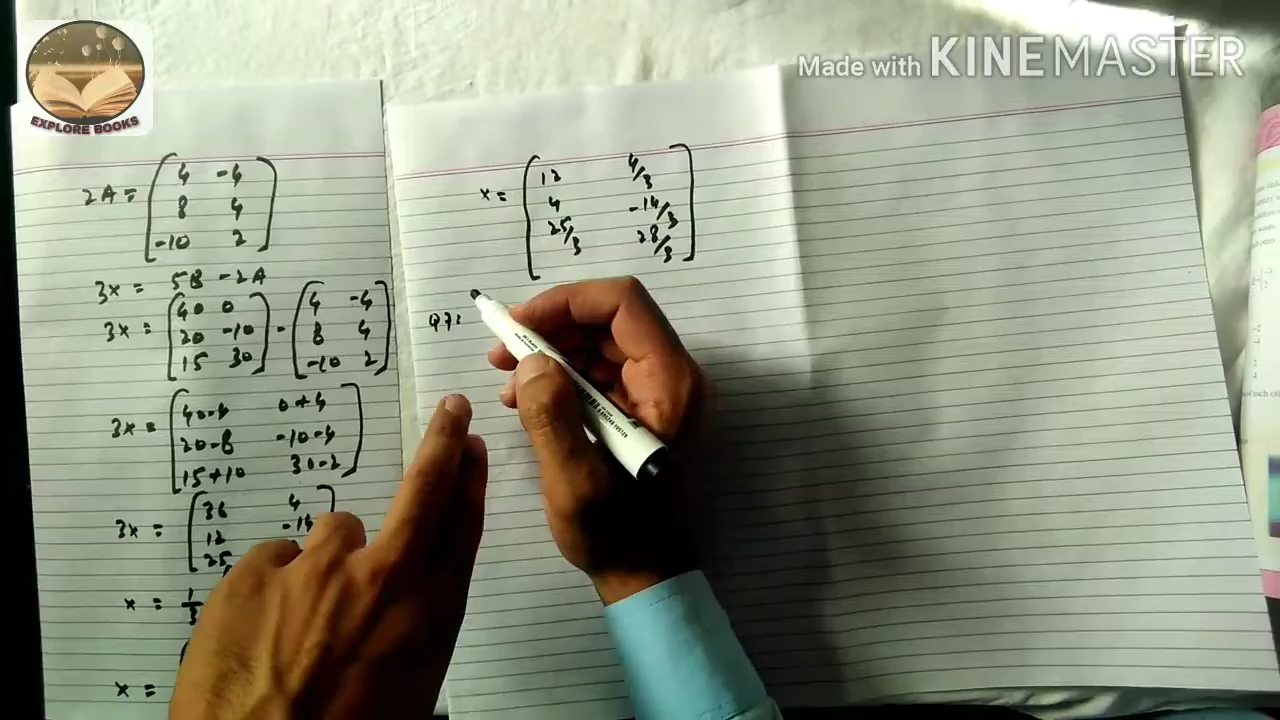 EXPLORE BOOKS
Made with KINEMASTER
2A = [4 -4
8 4
-10 2]
3x = 5B - 2A
3x = [40 0
20 -10
15 30] - [4 -4
8 4
-10 2]
3x = [40-4 0+4
20-8 -10-4
15+10 30-2]
3x = [36 4
12 -14
25
x = 1/3
x =
x = [12 4/3
4 -14/3
25/3 28/3]
Q7: